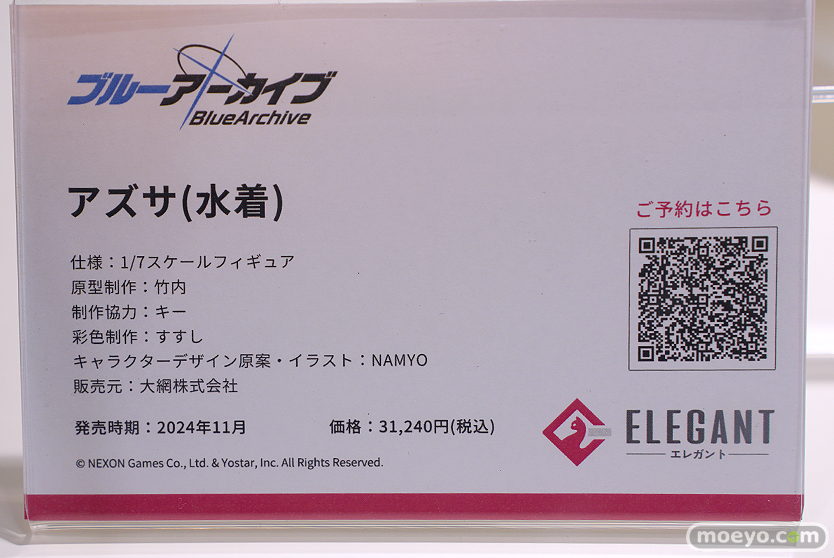 ブルーアーカイブ
BlueArchive
アズサ(水着)
ご予約はこちら
仕様：1/7スケールフィギュア
原型制作：竹内
制作協力：キー
彩色制作：すすし
キャラクターデザイン原案・イラスト：NAMYO
販売元：大網株式会社
発売時期：2024年11月
価格：31,240円(税込)
ELEGANT
エレガント
© NEXON Games Co., Ltd. & Yostar, Inc. All Rights Reserved.
moeyo.com